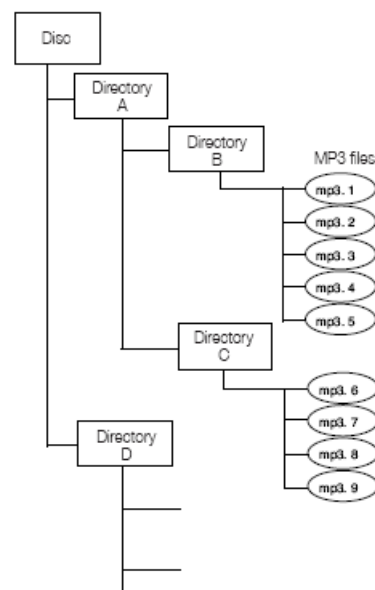 Disc
Directory
A
Directory
B
MP3 files
mp3. 1
mp3. 2
mp3. 3
mp3. 4
mp3. 5
Directory
C
mp3. 6
mp3. 7
mp3. 8
mp3. 9
Directory
D